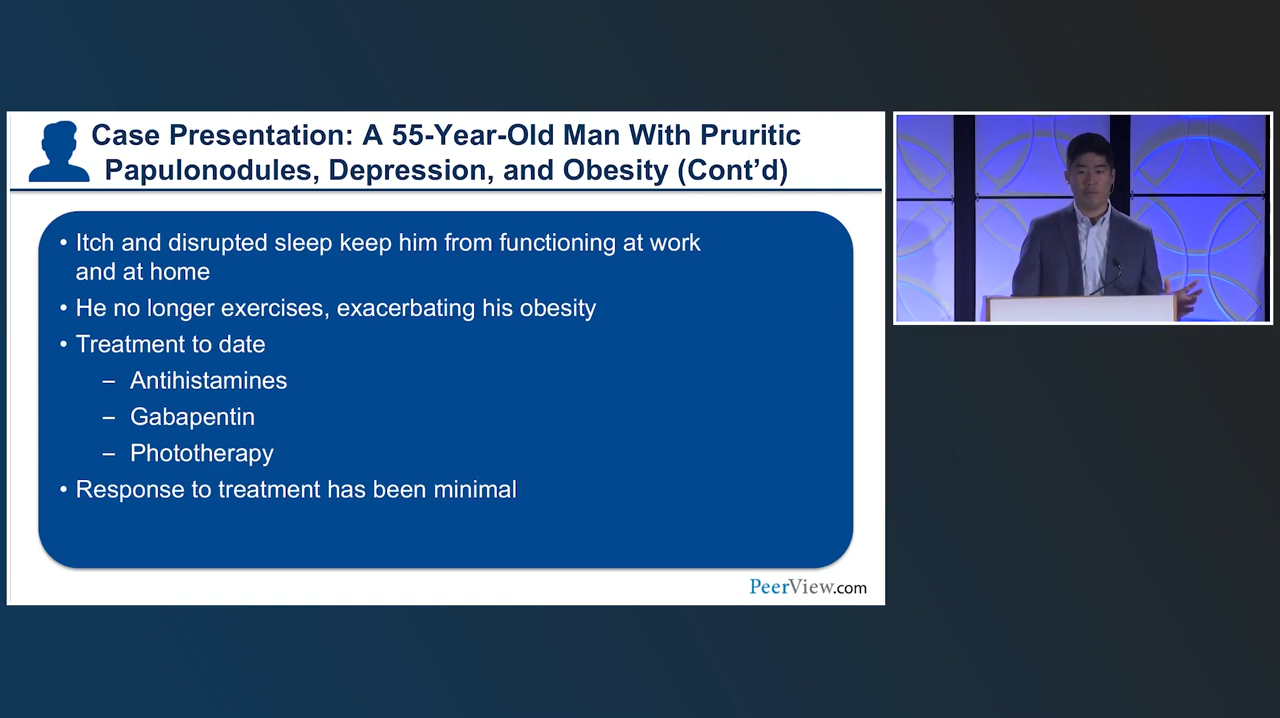 Case Presentation: A 55-Year-Old Man With Pruritic
Papulonodules, Depression, and Obesity (Cont’d)
• Itch and disrupted sleep keep him from functioning at work
and at home
• He no longer exercises, exacerbating his obesity
• Treatment to date
– Antihistamines
– Gabapentin
– Phototherapy
• Response to treatment has been minimal
PeerView.com